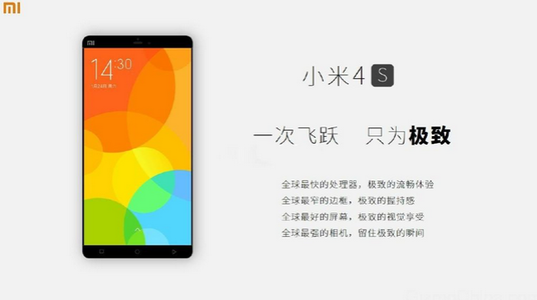 mi
小米4 S
MI
14:30
一次飞跃 只为极致
全球最快的处理器，极致的流畅体验
全球最窄的边框，极致的握持感
全球最好的屏幕，极致的视觉享受
全球最强的相机，留住极致的瞬间